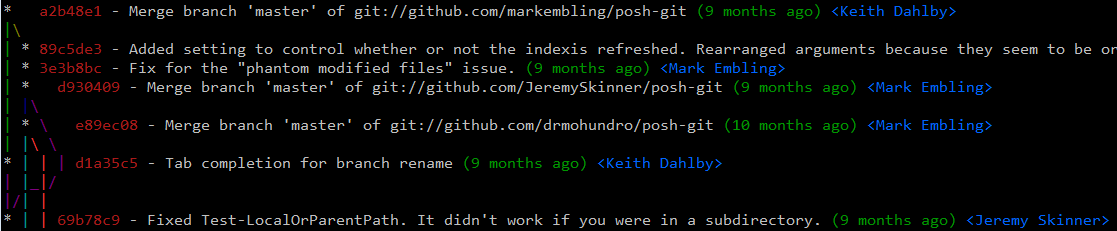 *   a2b48e1 - Merge branch 'master' of git://github.com/markembling/posh-git (9 months ago) <Keith Dahlby>
|\
| * 89c5de3 - Added setting to control whether or not the indexis refreshed. Rearranged arguments because they seem to be or
| * 3e3b8bc - Fix for the "phantom modified files" issue. (9 months ago) <Mark Embling>
| *   d930409 - Merge branch 'master' of git://github.com/JeremySkinner/posh-git (9 months ago) <Mark Embling>
| |\
| * \   e89ec08 - Merge branch 'master' of git://github.com/drmohundro/posh-git (10 months ago) <Mark Embling>
| |\ \
* | | | d1a35c5 - Tab completion for branch rename (9 months ago) <Keith Dahlby>
| |_|/
|/| |
* | | 69b78c9 - Fixed Test-LocalOrParentPath. It didn't work if you were in a subdirectory. (9 months ago) <Jeremy Skinner>